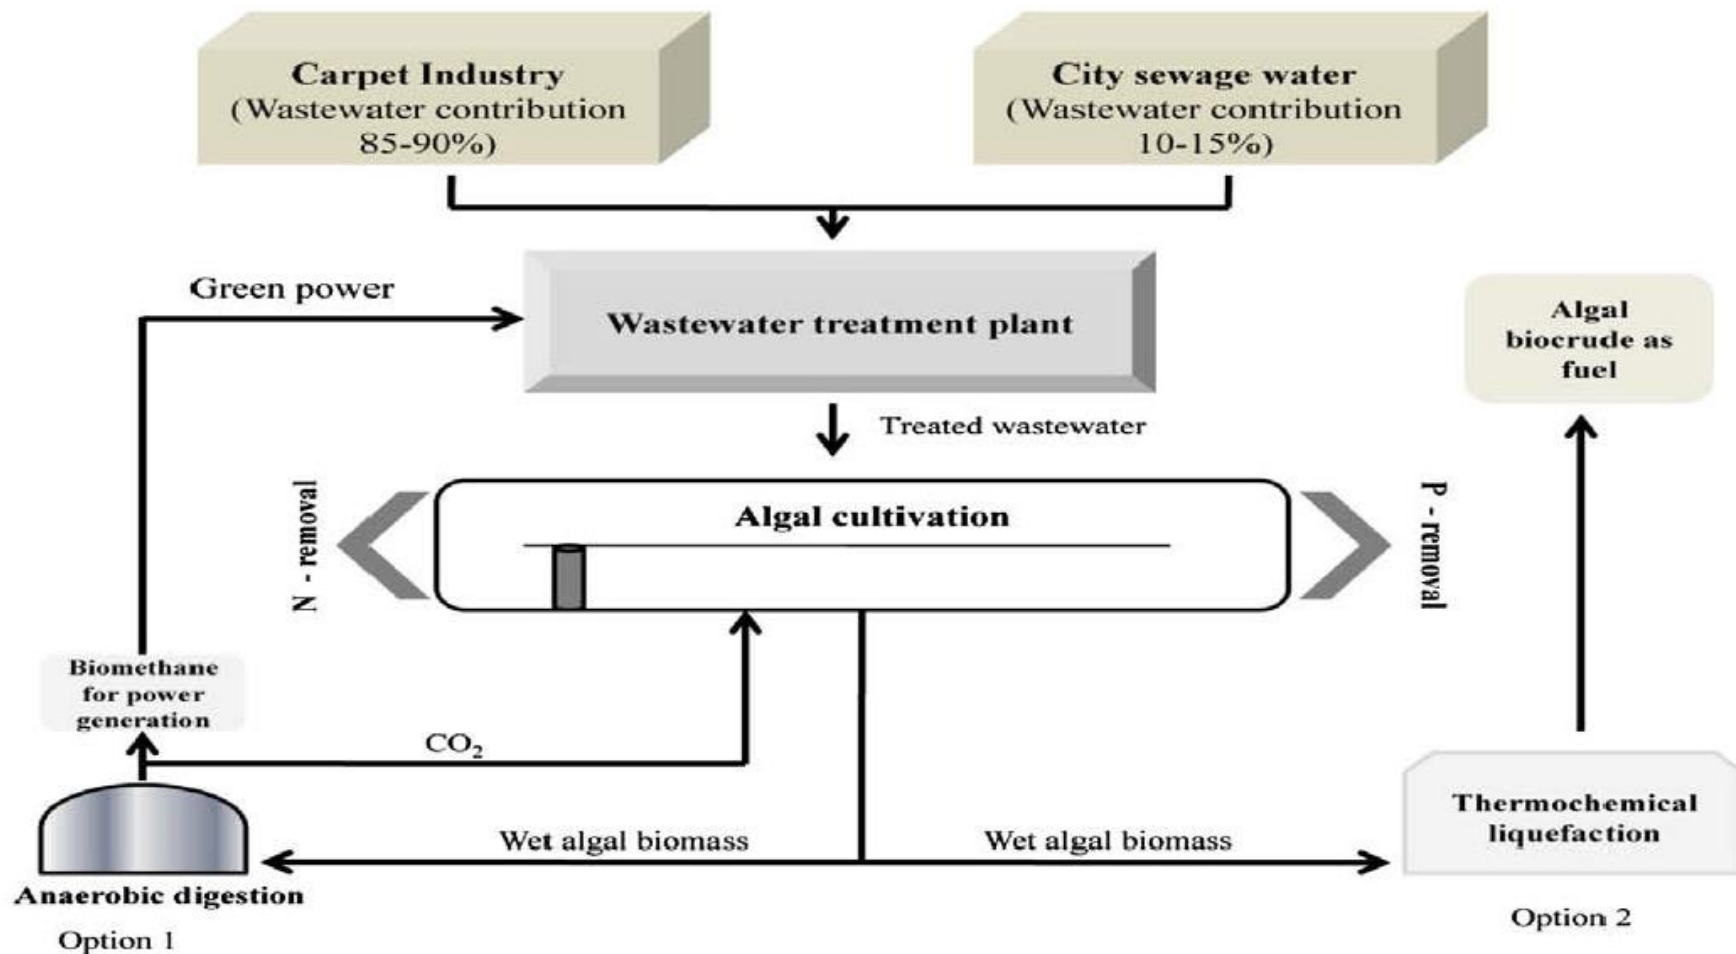 Carpet Industry
(Wastewater contribution
85-90%)
City sewage water
(Wastewater contribution
10-15%)
Green power
Wastewater treatment plant
Algal
biocrude as
fuel
Treated wastewater
N - removal
Algal cultivation
P - removal
Biomethane
for power
generation
CO₂
Wet algal biomass
Wet algal biomass
Thermochemical
liquefaction
Anaerobic digestion
Option 1
Option 2